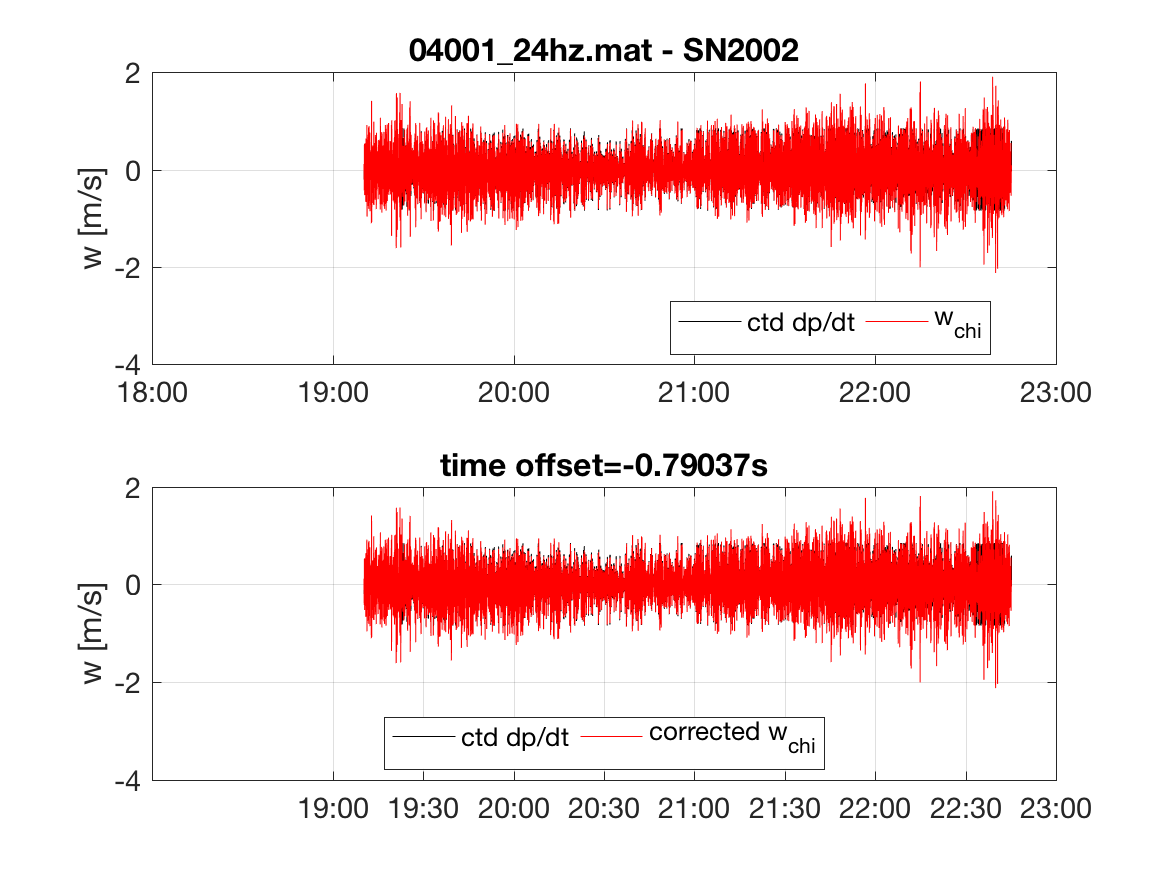 04001_24hz.mat - SN2002
2
0
-2
-4
w [m/s]
ctd dp/dt w_chi
18:00 19:00 20:00 21:00 22:00 23:00
time offset=-0.79037s
2
0
-2
-4
w [m/s]
ctd dp/dt corrected w_chi
19:00 19:30 20:00 20:30 21:00 21:30 22:00 22:30 23:00